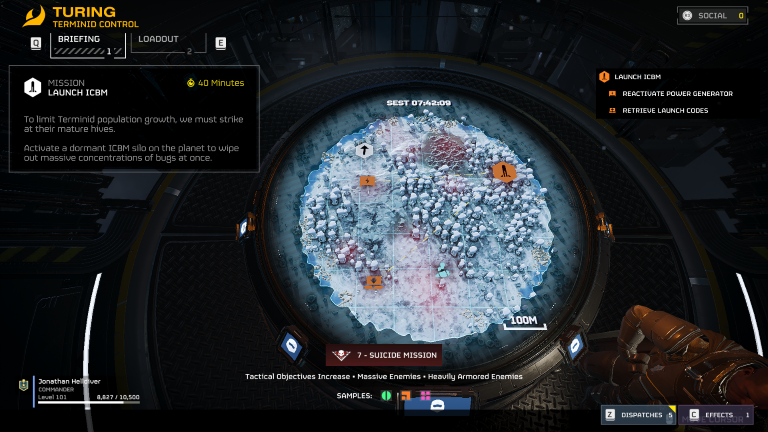 TURING
TERMINID CONTROL
SOCIAL 0
Q
BRIEFING
1
LOADOUT
2
E
MISSION
LAUNCH ICBM
40 Minutes
To limit Terminid population growth, we must strike
at their mature hives.
Activate a dormant ICBM silo on the planet to wipe
out massive concentrations of bugs at once.
LAUNCH ICBM
REACTIVATE POWER GENERATOR
RETRIEVE LAUNCH CODES
SEST 07:42:09
100M
7 - SUICIDE MISSION
Tactical Objectives Increase • Massive Enemies • Heavily Armored Enemies
SAMPLES:
Jonathan Helldiver
COMMANDER
Level 101
8,827 / 10,500
Z DISPATCHES 5
C EFFECTS 1
CURSOR